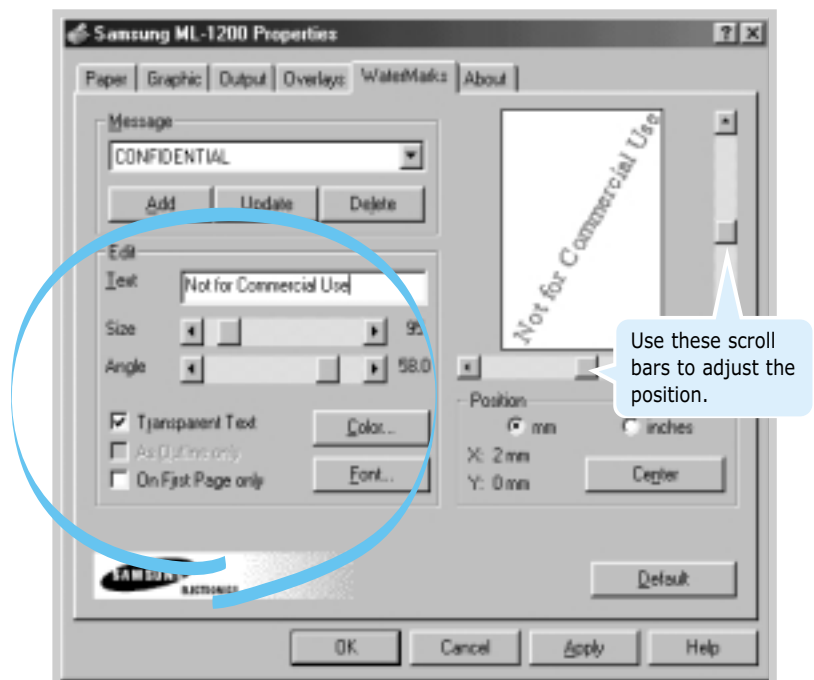 Samsung ML-1200 Properties
? X
Paper Graphic Output Overlays WaterMarks About
Message
CONFIDENTIAL
Add Update Delete
Edit
Text Not for Commercial Use
Size 95
Angle 58.0
Transparent Text Color...
As Outline only
On First Page only Font...
Not for Commercial Use
Use these scroll
bars to adjust the
position.
Position
mm inches
X: 2 mm
Y: 0 mm
Center
SAMSUNG
ELECTRONICS
Default
OK Cancel Apply Help